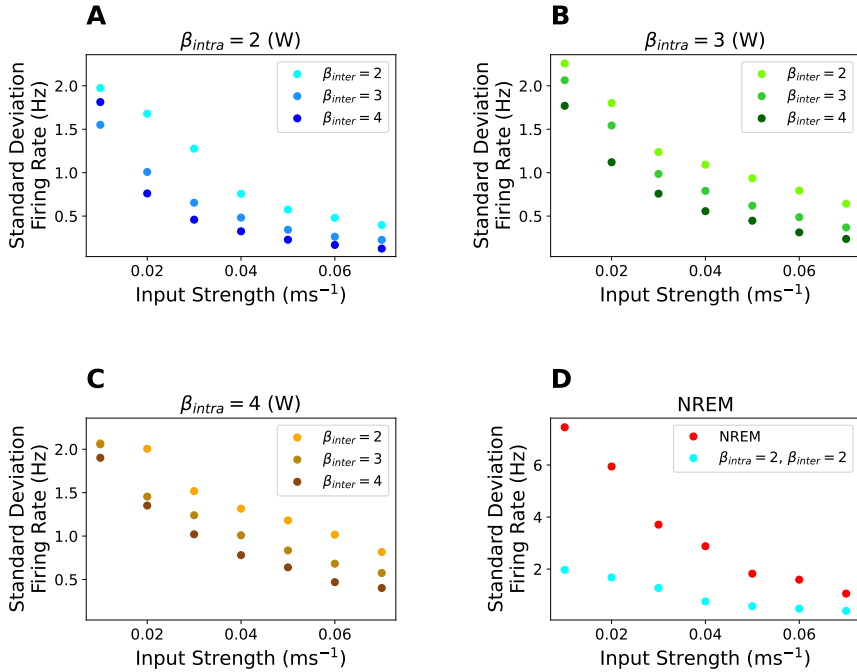 A
β_intra = 2 (W)
Standard Deviation
Firing Rate (Hz)
2.0
1.5
1.0
0.5
0.02 0.04 0.06
Input Strength (ms⁻¹)
β_inter = 2
β_inter = 3
β_inter = 4
B
β_intra = 3 (W)
Standard Deviation
Firing Rate (Hz)
2.0
1.5
1.0
0.5
0.02 0.04 0.06
Input Strength (ms⁻¹)
β_inter = 2
β_inter = 3
β_inter = 4
C
β_intra = 4 (W)
Standard Deviation
Firing Rate (Hz)
2.0
1.5
1.0
0.5
0.02 0.04 0.06
Input Strength (ms⁻¹)
β_inter = 2
β_inter = 3
β_inter = 4
D
NREM
Standard Deviation
Firing Rate (Hz)
6
4
2
0.02 0.04 0.06
Input Strength (ms⁻¹)
NREM
β_intra = 2, β_inter = 2